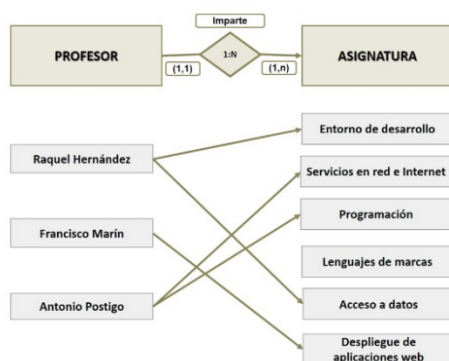 Imparte
PROFESOR
1:N
ASIGNATURA
(1,1)
(1,n)
Entorno de desarrollo
Raquel Hernández
Servicios en red e Internet
Programación
Francisco Marín
Lenguajes de marcas
Antonio Postigo
Acceso a datos
Despliegue de
aplicaciones web